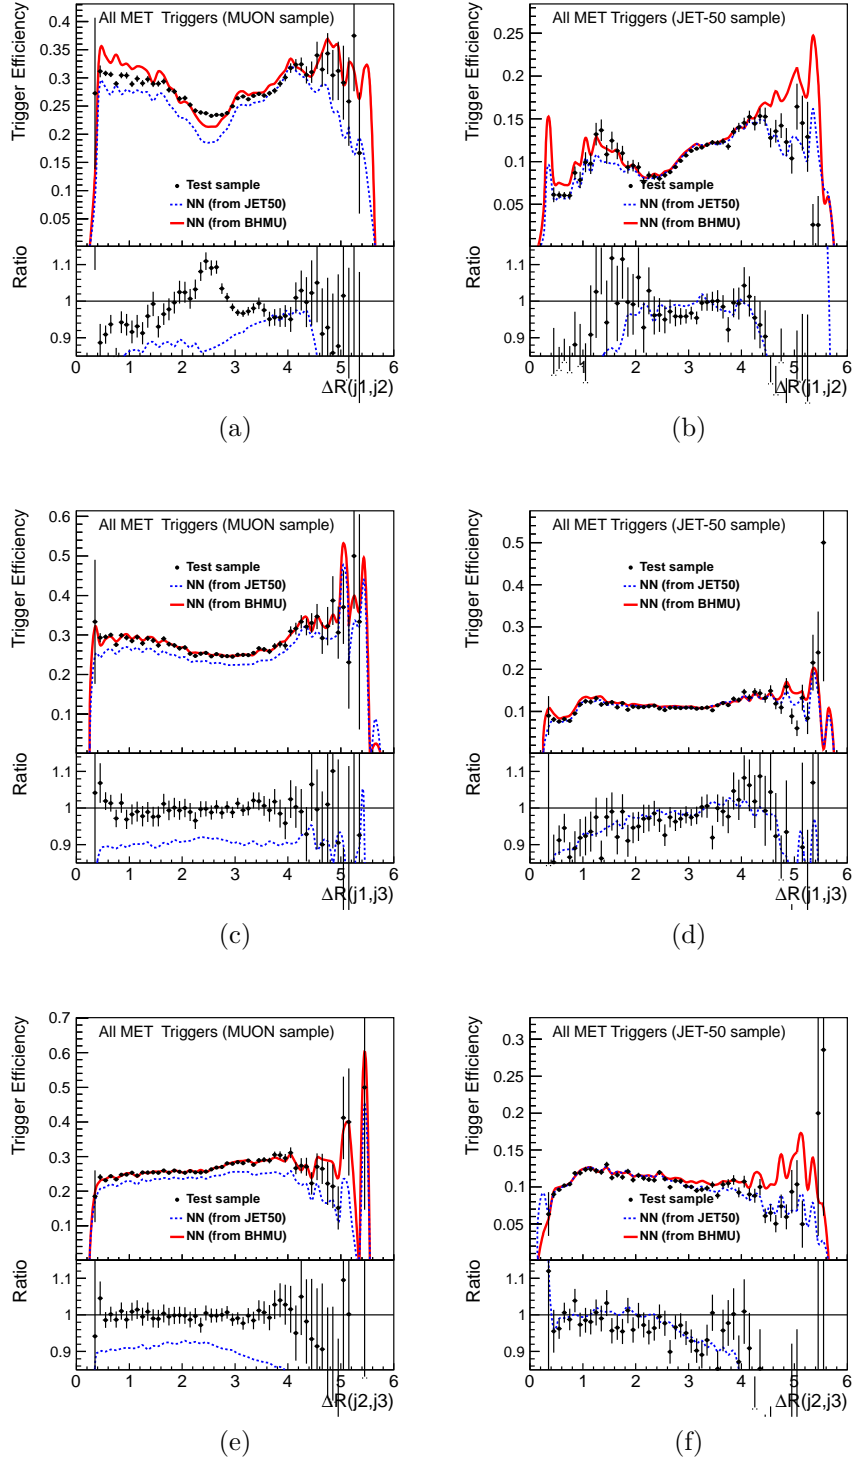 All MET Triggers (MUON sample)
Trigger Efficiency
0.4
0.35
0.3
0.25
0.2
0.15
0.1
0.05
Test sample
NN (from JET50)
NN (from BHMU)
Ratio
1.1
1
0.9
0 1 2 3 4 5 6
ΔR(j1,j2)
(a)
All MET Triggers (JET-50 sample)
Trigger Efficiency
0.25
0.2
0.15
0.1
0.05
Test sample
NN (from JET50)
NN (from BHMU)
Ratio
1.1
1
0.9
0 1 2 3 4 5 6
ΔR(j1,j2)
(b)
All MET Triggers (MUON sample)
Trigger Efficiency
0.6
0.5
0.4
0.3
0.2
0.1
Test sample
NN (from JET50)
NN (from BHMU)
Ratio
1.1
1
0.9
0 1 2 3 4 5 6
ΔR(j1,j3)
(c)
All MET Triggers (JET-50 sample)
Trigger Efficiency
0.5
0.4
0.3
0.2
0.1
Test sample
NN (from JET50)
NN (from BHMU)
Ratio
1.1
1
0.9
0 1 2 3 4 5 6
ΔR(j1,j3)
(d)
All MET Triggers (MUON sample)
Trigger Efficiency
0.7
0.6
0.5
0.4
0.3
0.2
0.1
Test sample
NN (from JET50)
NN (from BHMU)
Ratio
1.1
1
0.9
0 1 2 3 4 5 6
ΔR(j2,j3)
(e)
All MET Triggers (JET-50 sample)
Trigger Efficiency
0.3
0.25
0.2
0.15
0.1
0.05
Test sample
NN (from JET50)
NN (from BHMU)
Ratio
1.1
1
0.9
0 1 2 3 4 5 6
ΔR(j2,j3)
(f)